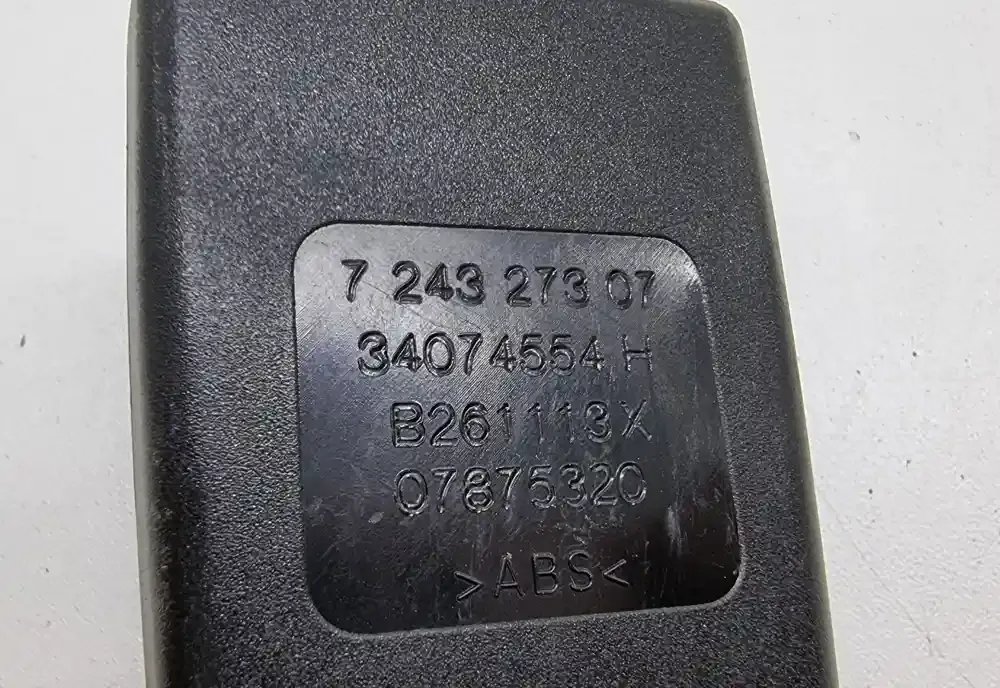 7 243 273 07
34074554 H
B261113X
07875320
>ABS<